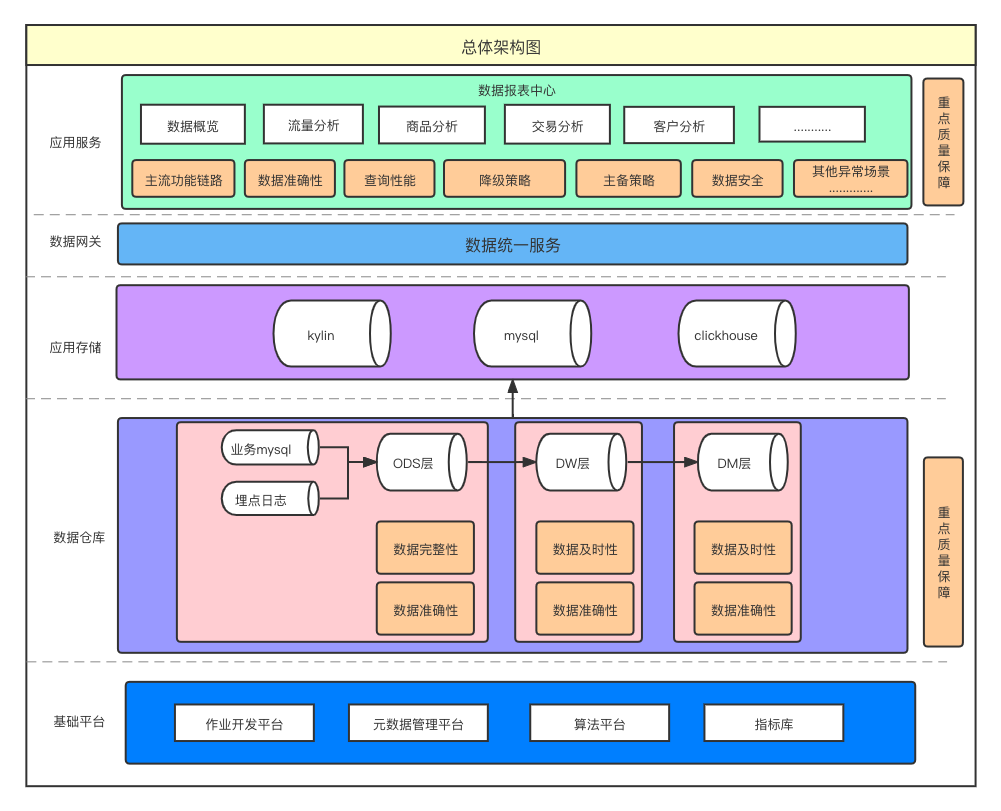 总体架构图
应用服务
数据报表中心
数据概览
流量分析
商品分析
交易分析
客户分析
...........
主流功能链路
数据准确性
查询性能
降级策略
主备策略
数据安全
其他异常场景
.............
重
点
质
量
保
障
数据网关
数据统一服务
应用存储
kylin
mysql
clickhouse
数据仓库
业务mysql
埋点日志
ODS层
DW层
DM层
数据完整性
数据及时性
数据及时性
数据准确性
数据准确性
数据准确性
重
点
质
量
保
障
基础平台
作业开发平台
元数据管理平台
算法平台
指标库